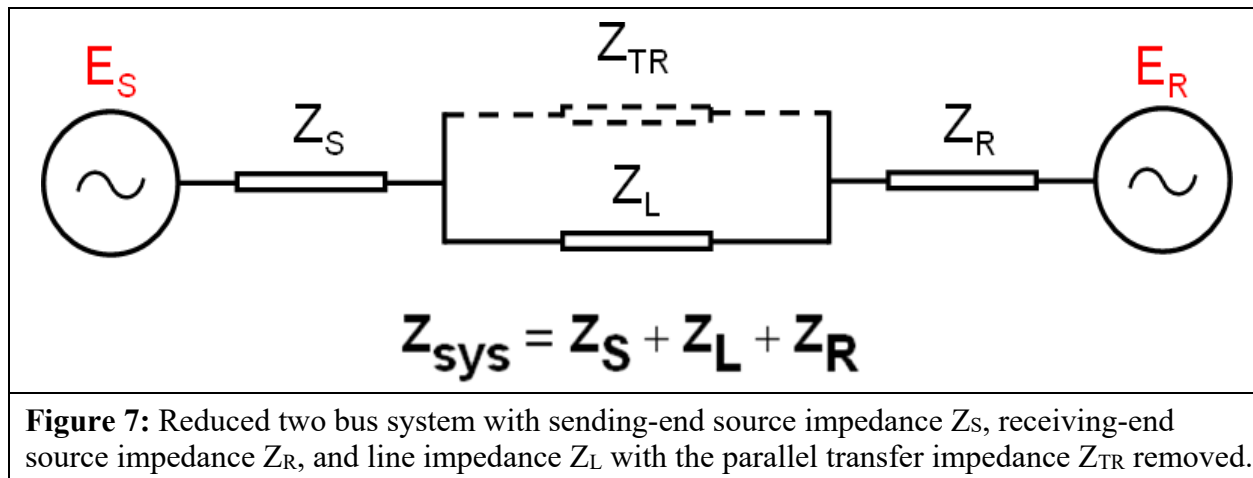 Z_TR
E_S
E_R
Z_S
Z_R
Z_L
Z_sys = Z_S + Z_L + Z_R
Figure 7: Reduced two bus system with sending-end source impedance Z_S, receiving-end
source impedance Z_R, and line impedance Z_L with the parallel transfer impedance Z_TR removed.